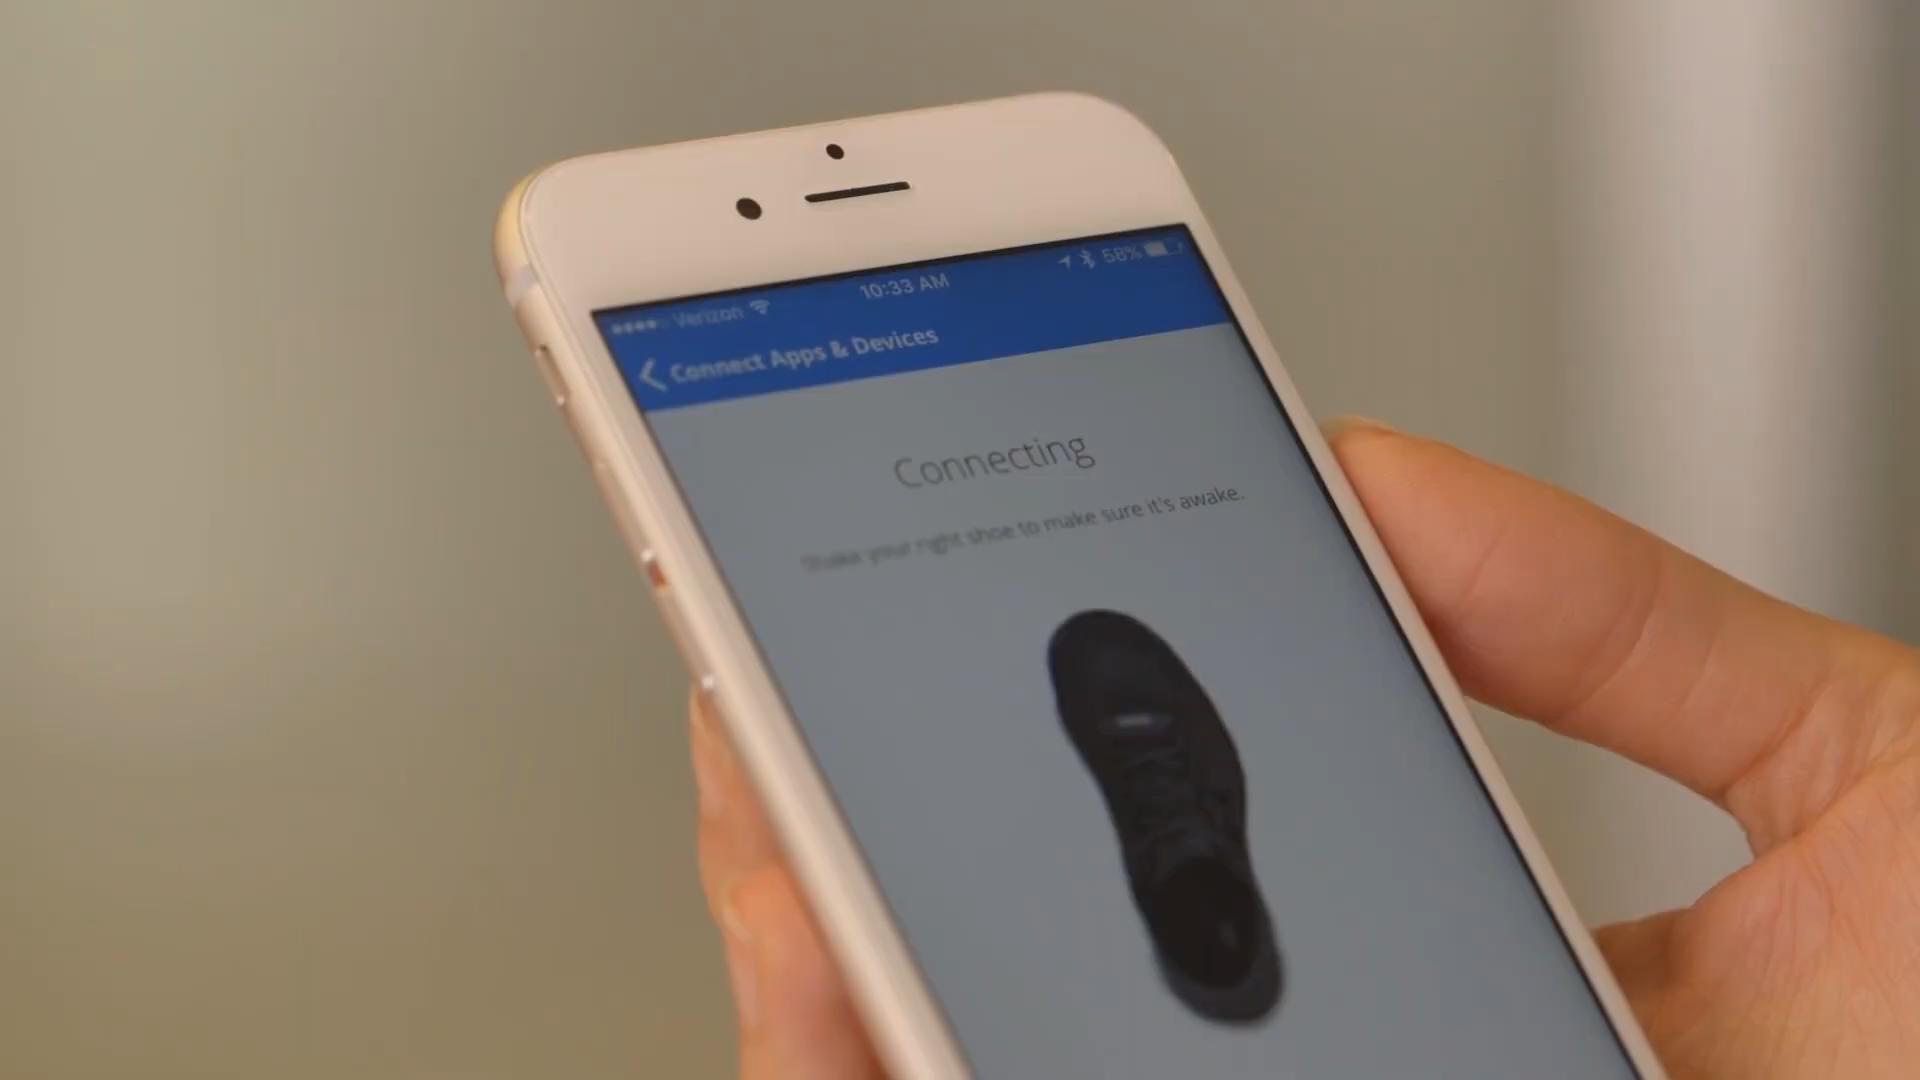 Verizon 10:33 AM 58%
Connect Apps & Devices
Connecting
Shake your right shoe to make sure it's awake.